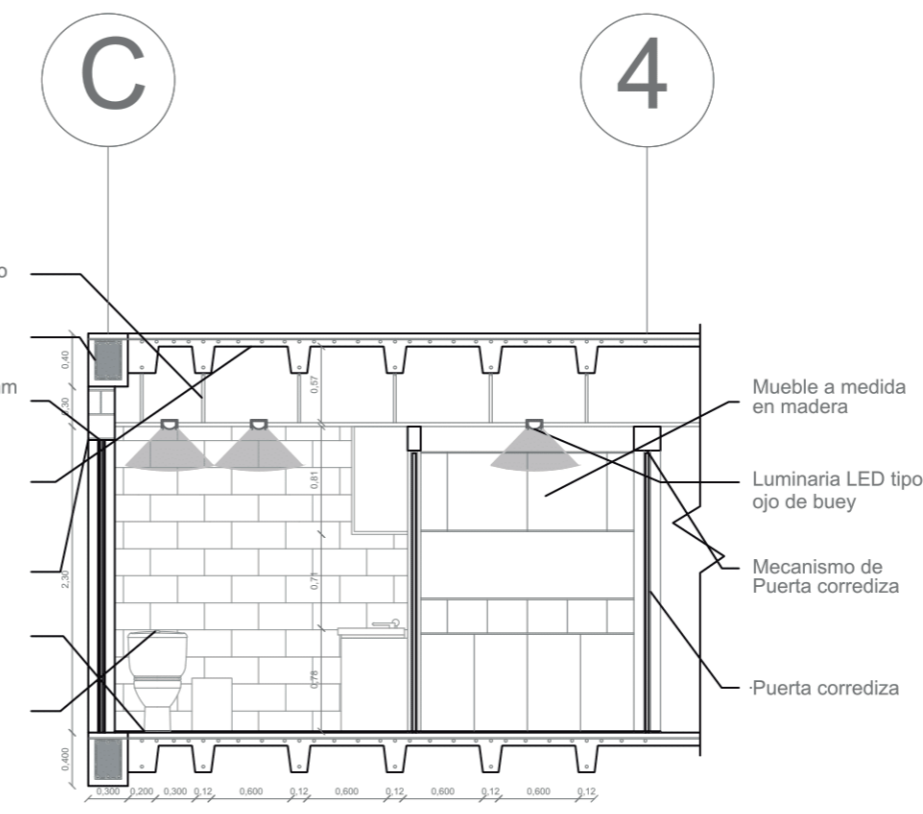 C
4
o
0,40
0,30
nm
0,57
Mueble a medida
en madera
0,81
Luminaria LED tipo
ojo de buey
2,30
0,71
Mecanismo de
Puerta corrediza
0,78
Puerta corrediza
0,400
0,300 0,200 0,300 0,12 0,600 0,12 0,600 0,12 0,600 0,12 0,600 0,12